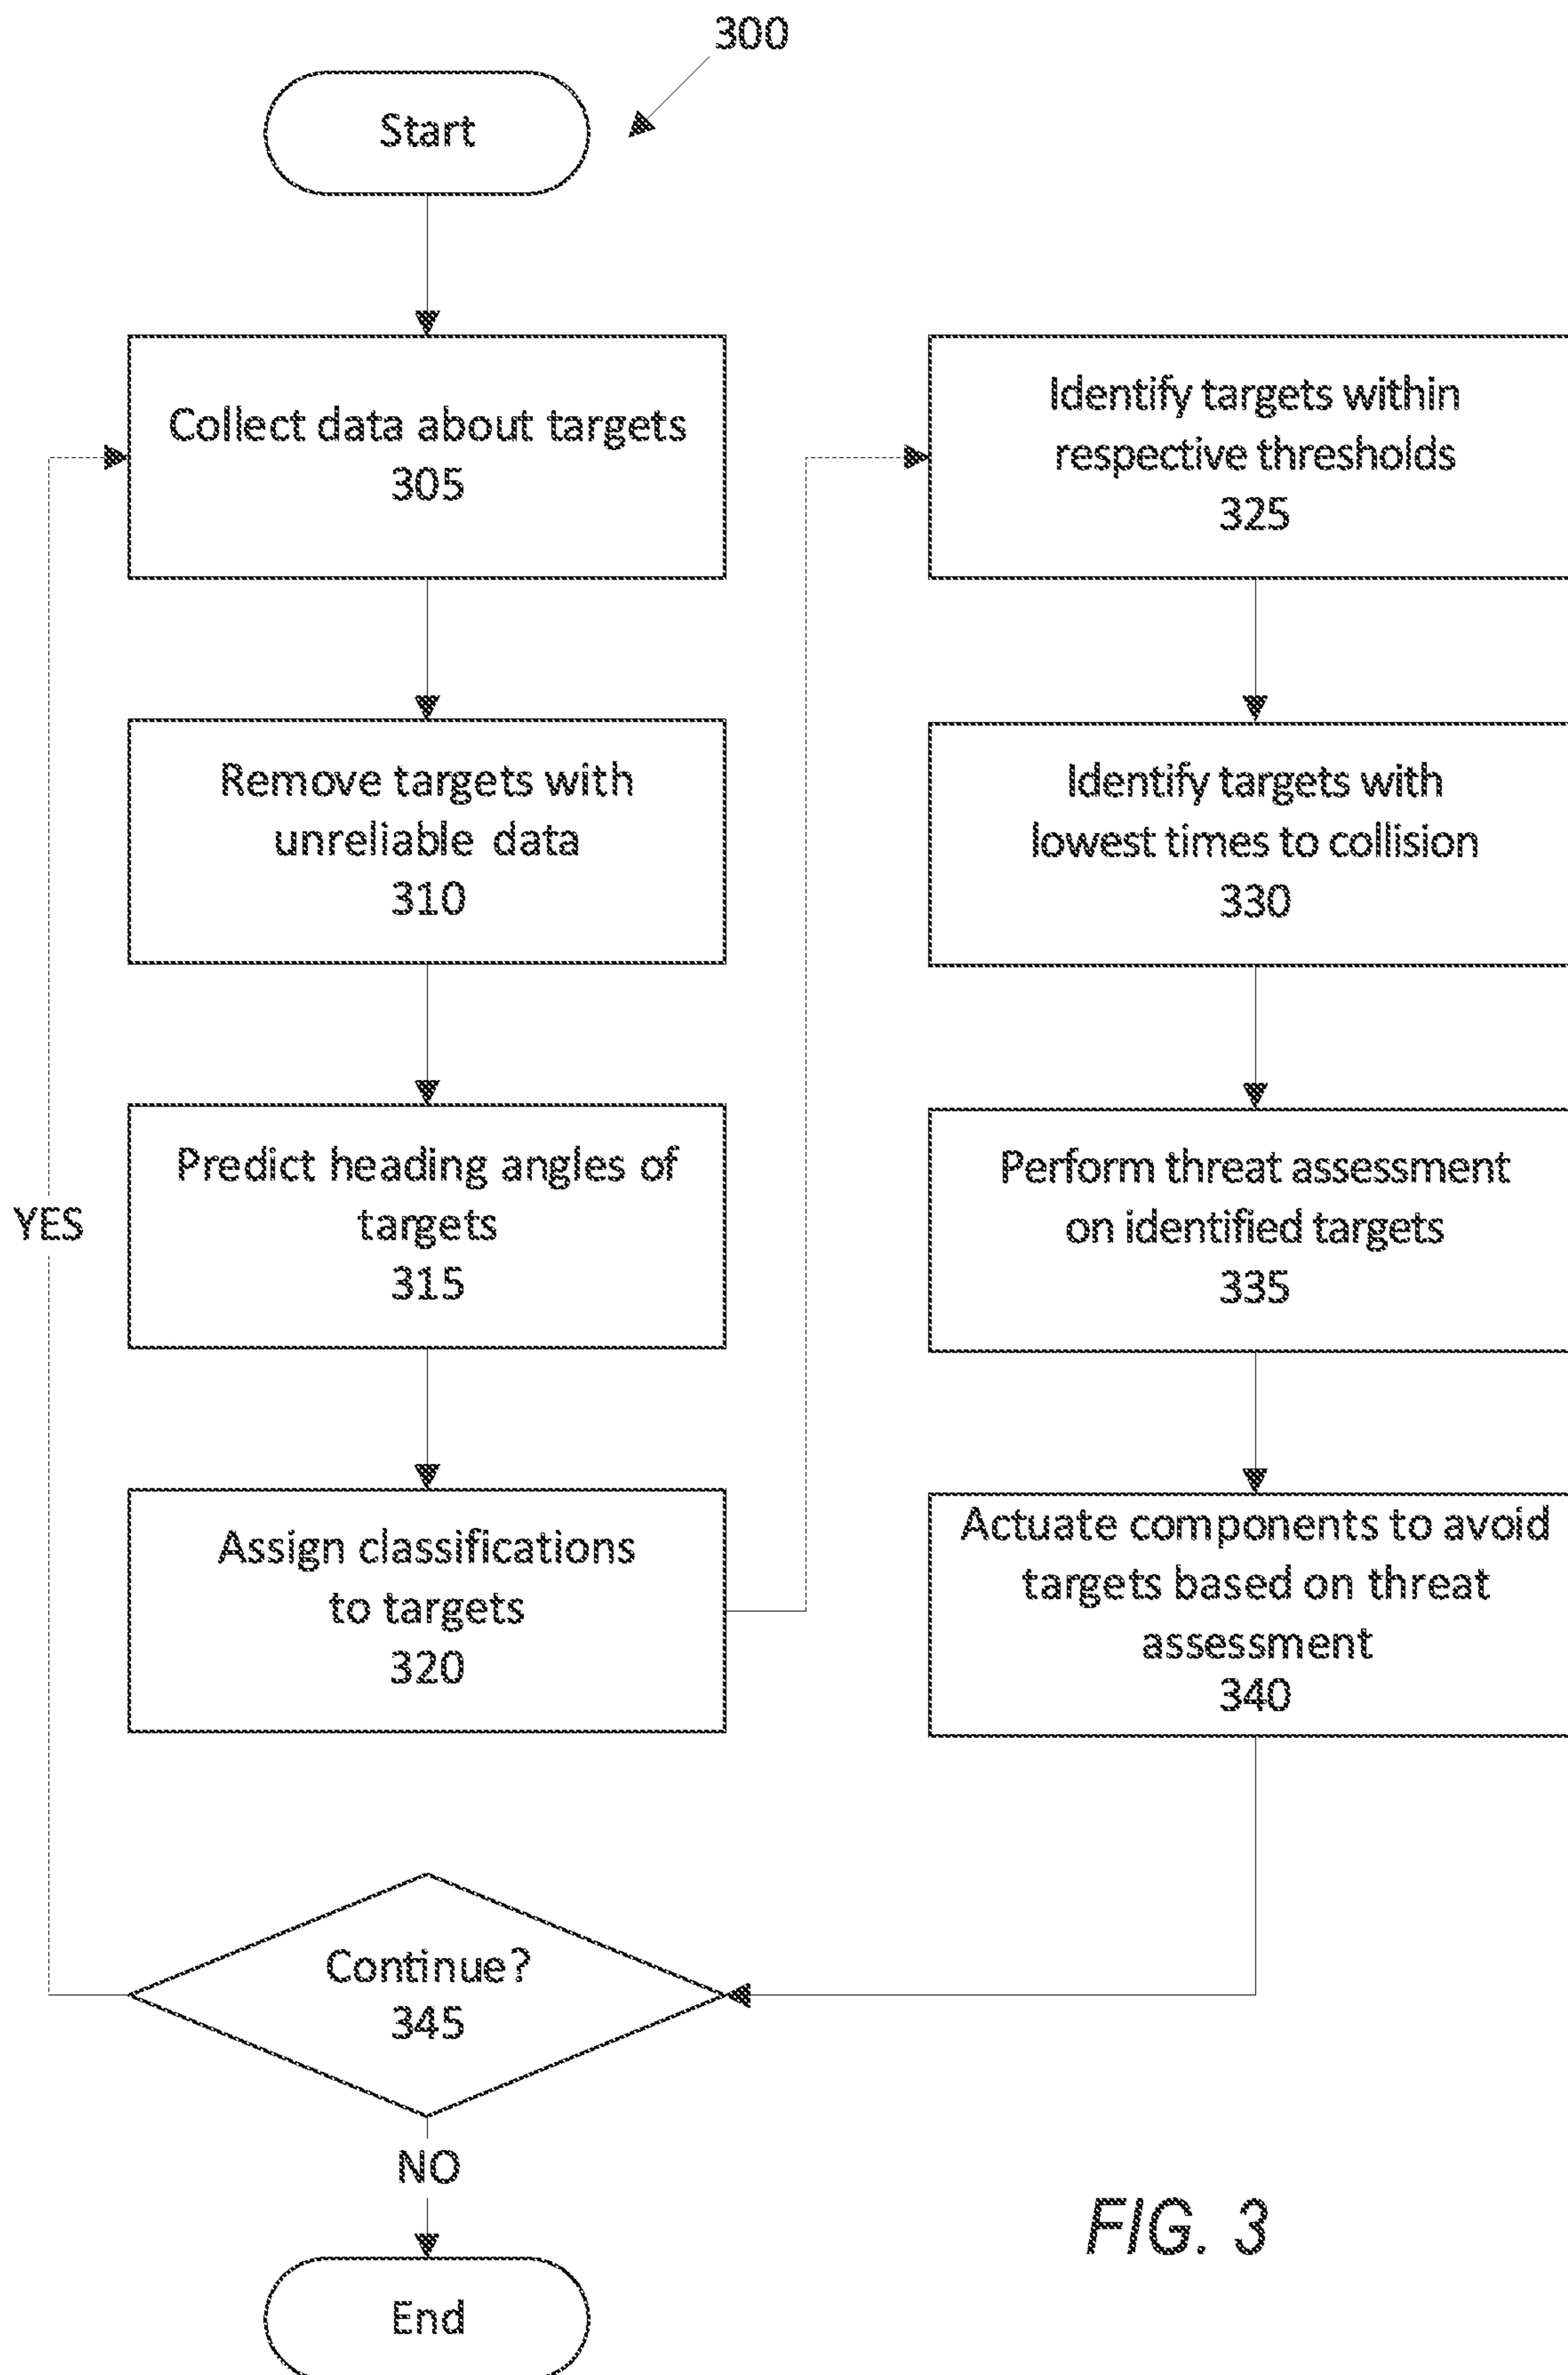 300
Start
Collect data about targets
305
Remove targets with
unreliable data
310
Predict heading angles of
targets
315
Assign classifications
to targets
320
Identify targets within
respective thresholds
325
Identify targets with
lowest times to collision
330
Perform threat assessment
on identified targets
335
Actuate components to avoid
targets based on threat
assessment
340
YES
Continue?
345
NO
End
FIG. 3